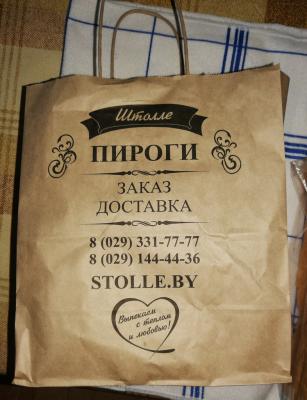 Штолле
ПИРОГИ
ЗАКАЗ
ДОСТАВКА
8 (029) 331-77-77
8 (029) 144-44-36
STOLLE.BY
Выпекаем
с теплом
и любовью!